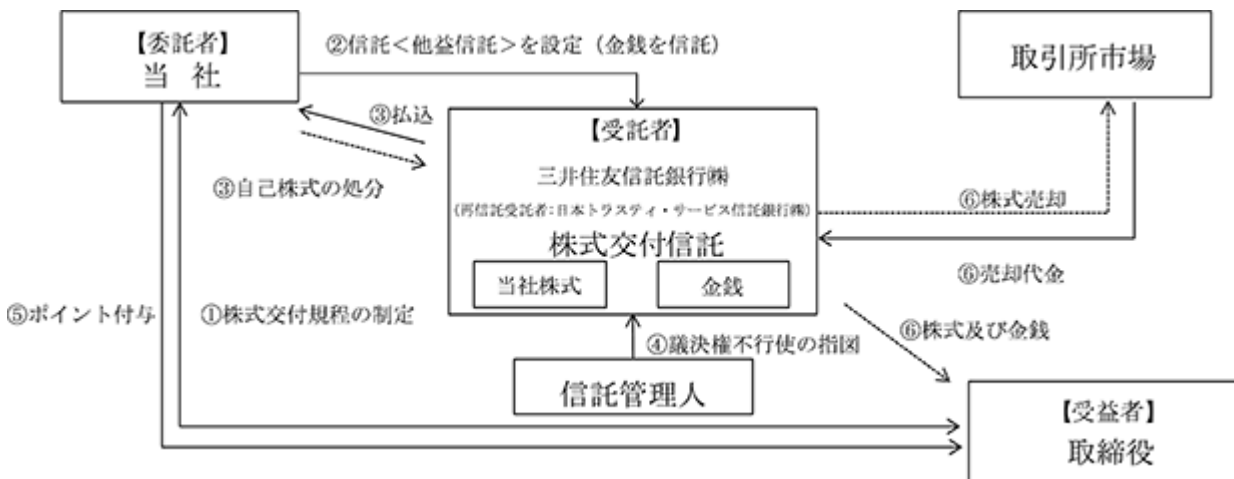 【委託者】
当 社
②信託<他益信託>を設定（金銭を信託）
取引所市場
③払込
【受託者】
③自己株式の処分
三井住友信託銀行㈱
(再信託受託者:日本トラスティ・サービス信託銀行㈱)
⑥株式売却
株式交付信託
当社株式
金銭
⑥売却代金
⑤ポイント付与
①株式交付規程の制定
④議決権不行使の指図
⑥株式及び金銭
信託管理人
【受益者】
取締役